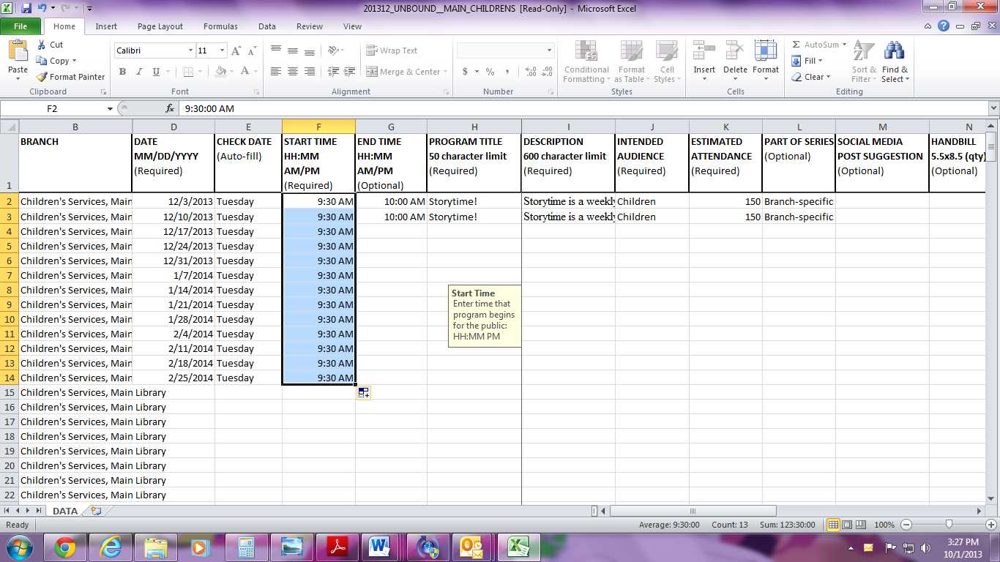 201312_UNBOUND__MAIN_CHILDRENS [Read-Only] - Microsoft Excel
File Home Insert Page Layout Formulas Data Review View
Paste
Cut
Copy
Format Painter
Clipboard
Calibri 11
B I U
Font
Wrap Text
Merge & Center
Alignment
$ % ,
Number
Conditional Formatting
Format as Table
Cell Styles
Styles
Insert Delete Format
Cells
AutoSum
Fill
Clear
Sort & Filter
Find & Select
Editing
F2 fx 9:30:00 AM
B D E F G H I J K L M N
1
BRANCH
DATE
MM/DD/YYYY
(Required)
CHECK DATE
(Auto-fill)
START TIME
HH:MM
AM/PM
(Required)
END TIME
HH:MM
AM/PM
(Optional)
PROGRAM TITLE
50 character limit
(Required)
DESCRIPTION
600 character limit
(Required)
INTENDED
AUDIENCE
(Required)
ESTIMATED
ATTENDANCE
(Required)
PART OF SERIES
(Optional)
SOCIAL MEDIA
POST SUGGESTION
(Optional)
HANDBILL
5.5x8.5 (qty)
(Optional)
2 Children's Services, Main 12/3/2013 Tuesday 9:30 AM 10:00 AM Storytime! Storytime is a weekly Children 150 Branch-specific
3 Children's Services, Main 12/10/2013 Tuesday 9:30 AM 10:00 AM Storytime! Storytime is a weekly Children 150 Branch-specific
4 Children's Services, Main 12/17/2013 Tuesday 9:30 AM
5 Children's Services, Main 12/24/2013 Tuesday 9:30 AM
6 Children's Services, Main 12/31/2013 Tuesday 9:30 AM
7 Children's Services, Main 1/7/2014 Tuesday 9:30 AM
8 Children's Services, Main 1/14/2014 Tuesday 9:30 AM
9 Children's Services, Main 1/21/2014 Tuesday 9:30 AM
10 Children's Services, Main 1/28/2014 Tuesday 9:30 AM
11 Children's Services, Main 2/4/2014 Tuesday 9:30 AM
12 Children's Services, Main 2/11/2014 Tuesday 9:30 AM
13 Children's Services, Main 2/18/2014 Tuesday 9:30 AM
14 Children's Services, Main 2/25/2014 Tuesday 9:30 AM
Start Time
Enter time that
program begins
for the public:
HH:MM PM
15 Children's Services, Main Library
16 Children's Services, Main Library
17 Children's Services, Main Library
18 Children's Services, Main Library
19 Children's Services, Main Library
20 Children's Services, Main Library
21 Children's Services, Main Library
22 Children's Services, Main Library
DATA
Ready Average: 9:30:00 Count: 13 Sum: 123:30:00 100%
3:27 PM
10/1/2013